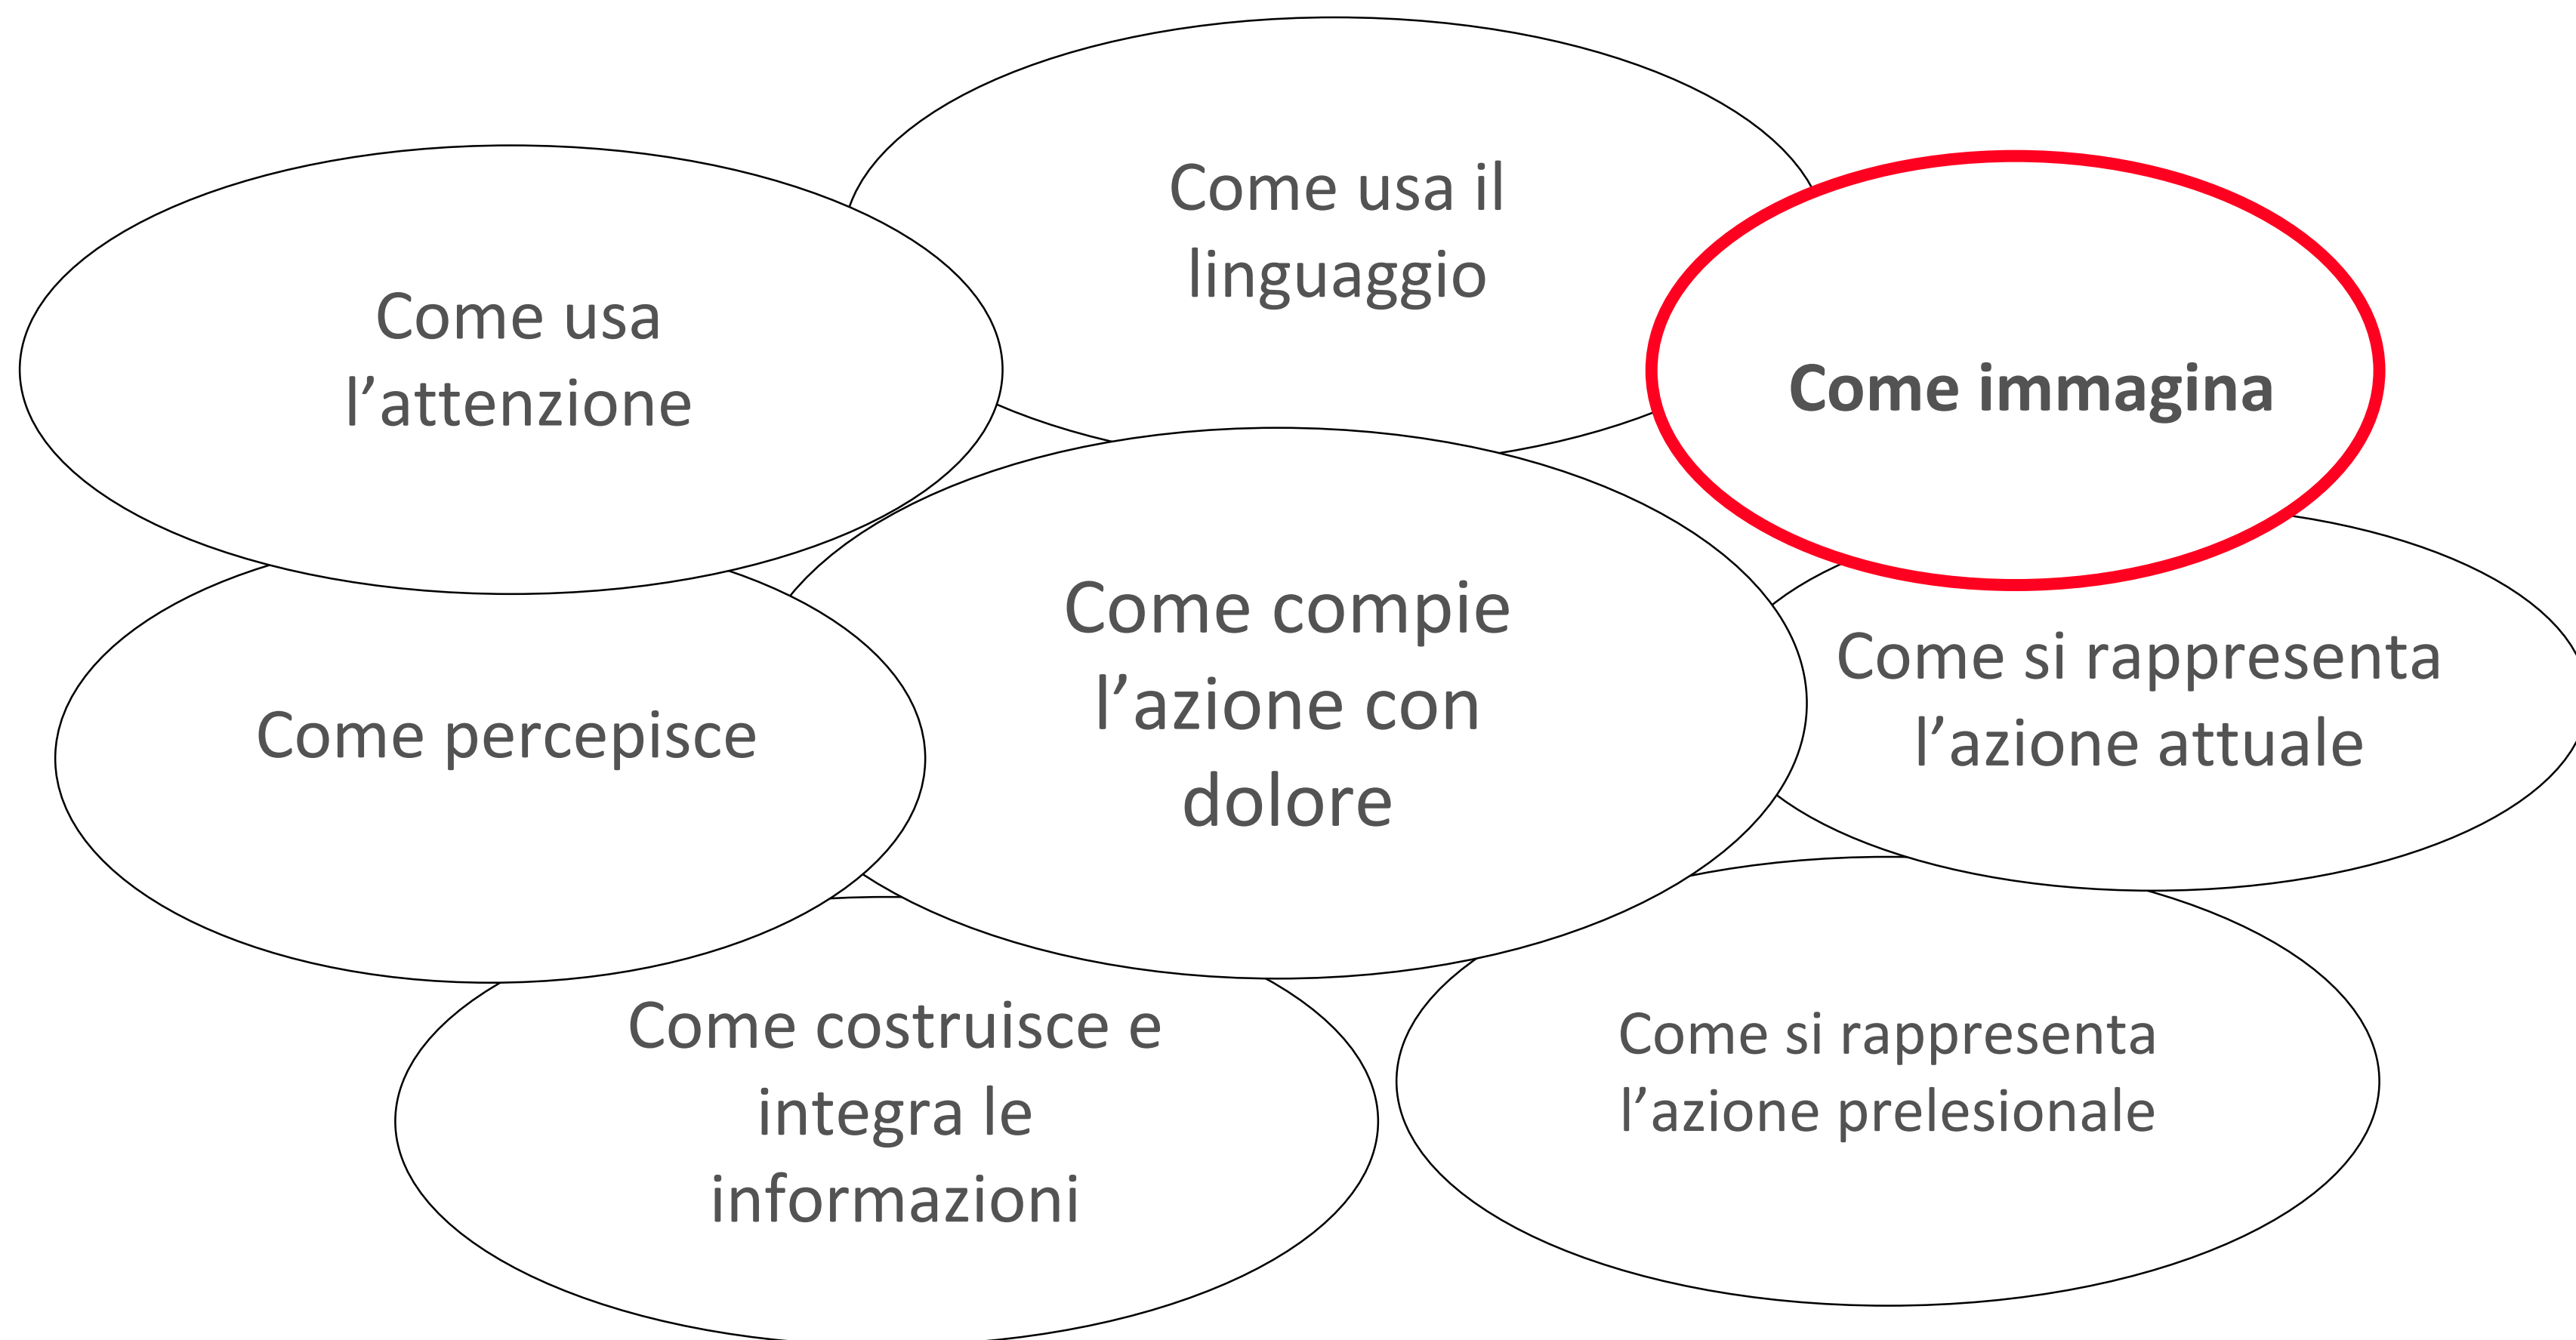 Come usa il
linguaggio
Come usa
l’attenzione
Come immagina
Come compie
l’azione con
dolore
Come si rappresenta
l’azione attuale
Come percepisce
Come costruisce e
integra le
informazioni
Come si rappresenta
l’azione prelesionale